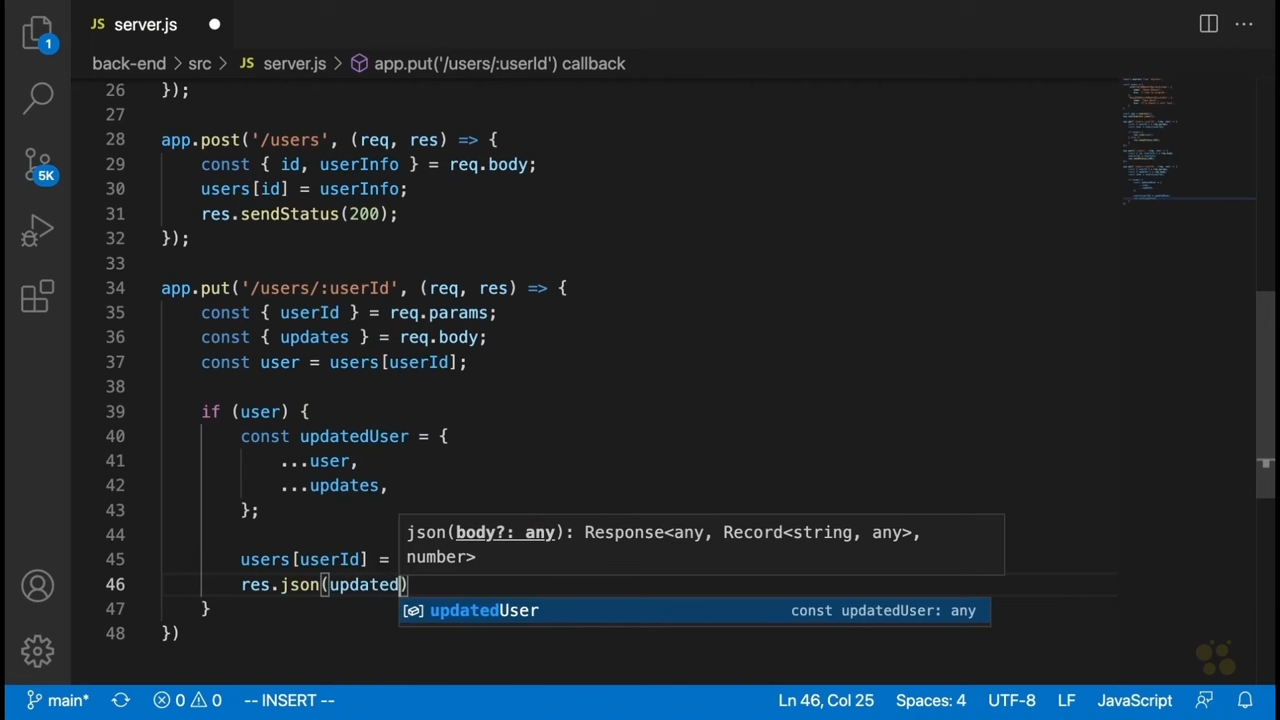 1
5K
JS server.js
back-end > src > JS server.js > app.put('/users/:userId') callback
26 });
27
28 app.post('/users', (req, res) => {
29 const { id, userInfo } = req.body;
30 users[id] = userInfo;
31 res.sendStatus(200);
32 });
33
34 app.put('/users/:userId', (req, res) => {
35 const { userId } = req.params;
36 const { updates } = req.body;
37 const user = users[userId];
38
39 if (user) {
40 const updatedUser = {
41 ...user,
42 ...updates,
43 };
44
json(body?: any): Response<any, Record<string, any>,
number>
45 users[userId] =
46 res.json(updated)
updatedUser const updatedUser: any
47 }
48 })
main* 0 0 -- INSERT -- Ln 46, Col 25 Spaces: 4 UTF-8 LF JavaScript